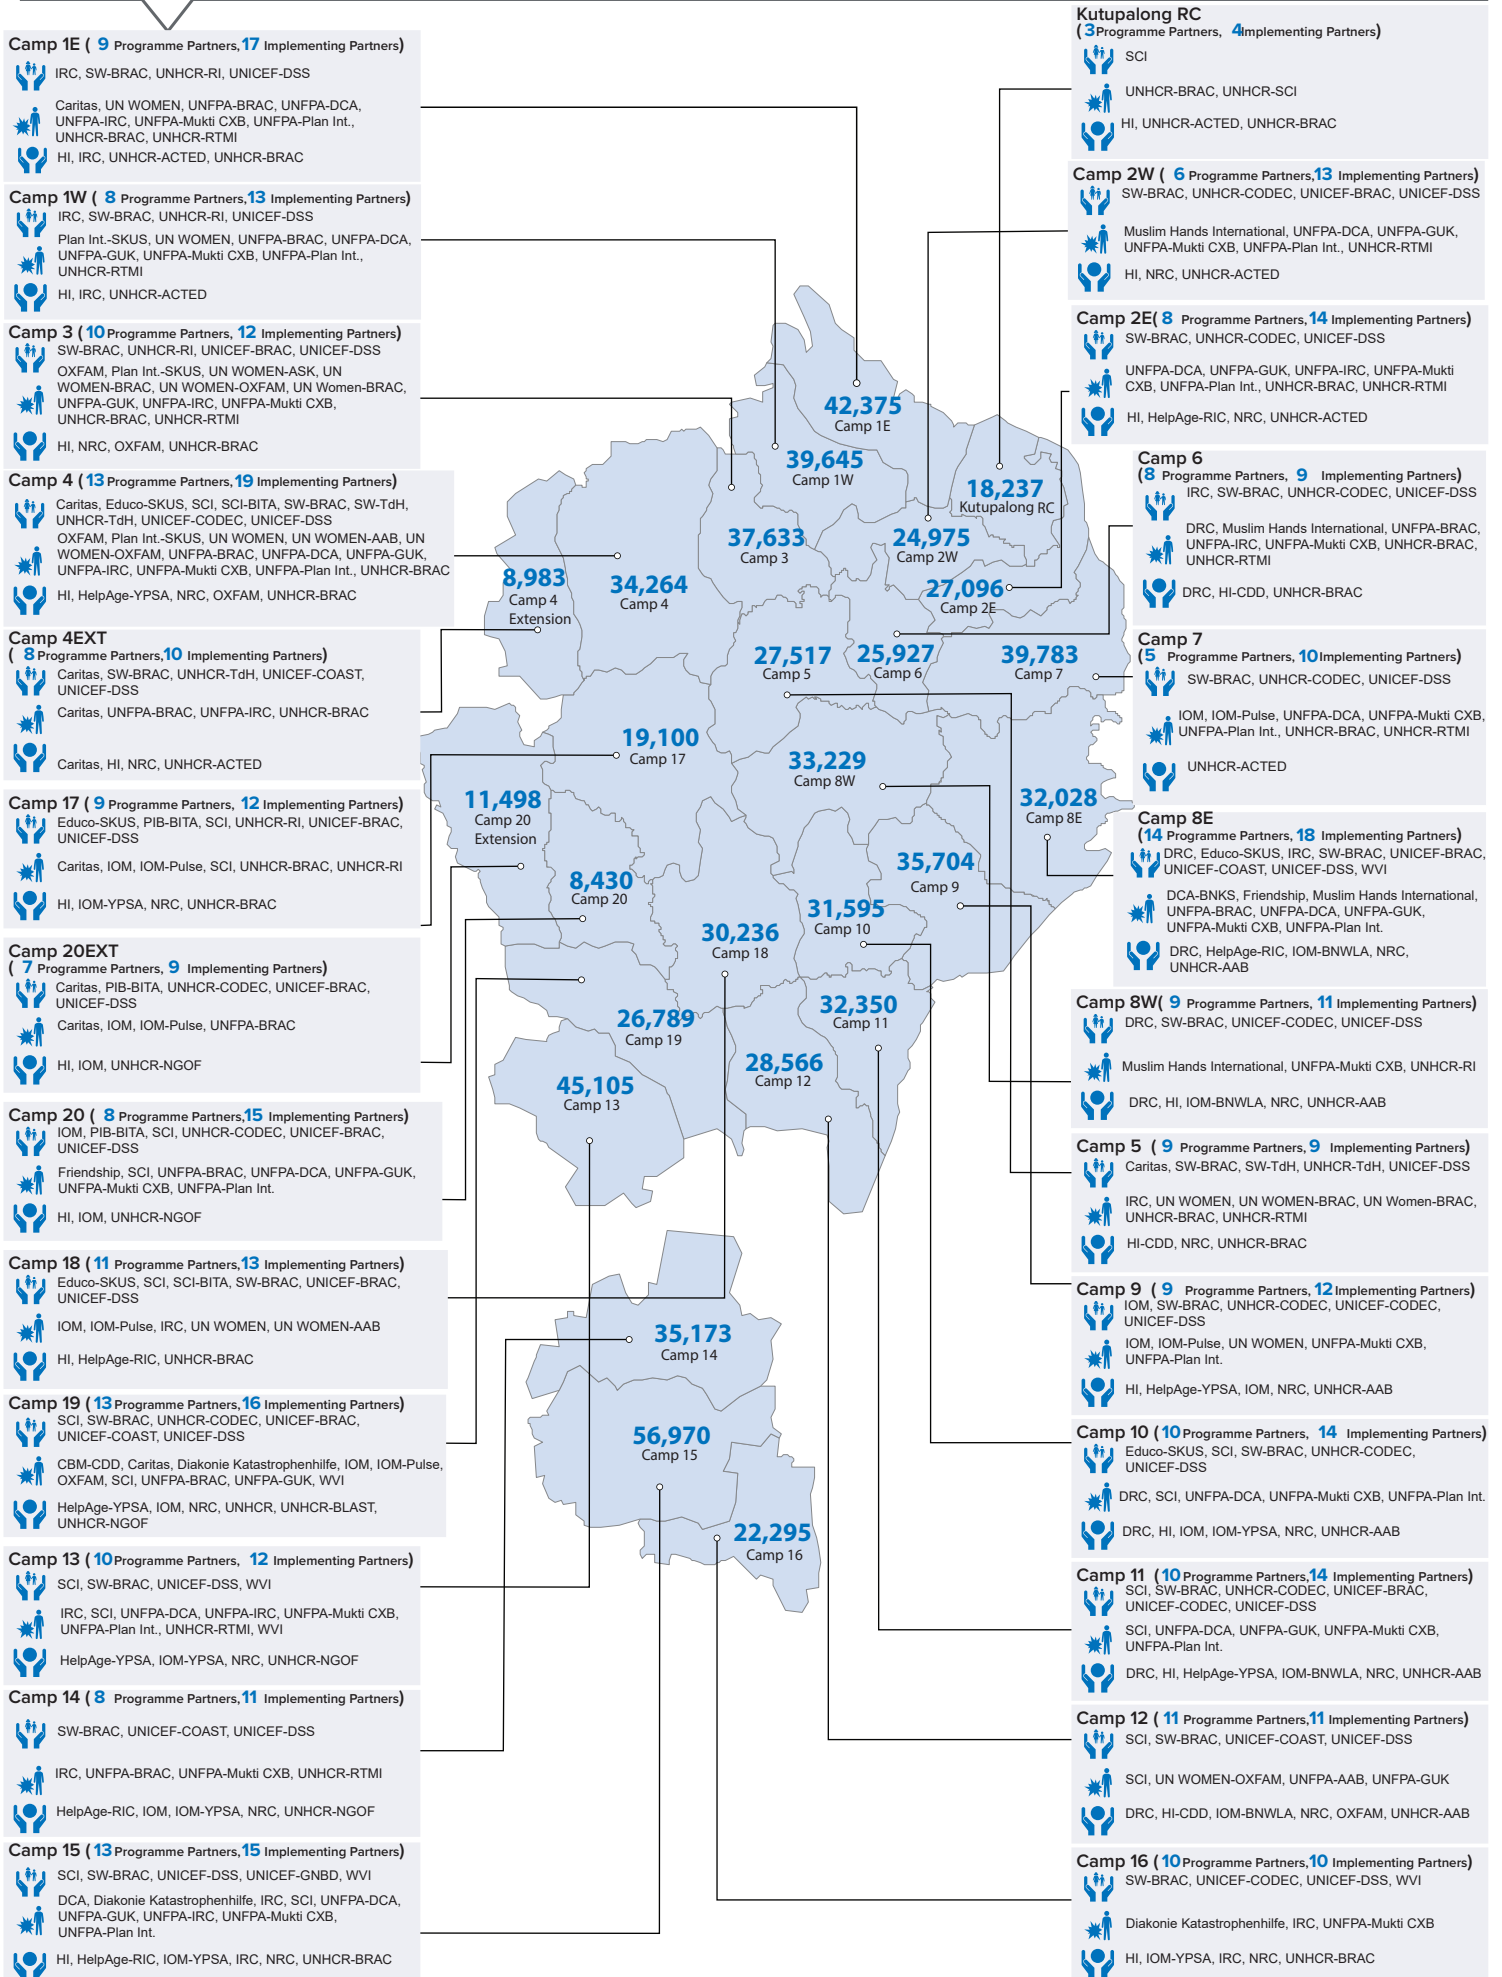 Camp 1E ( 9 Programme Partners, 17 Implementing Partners)
IRC, SW-BRAC, UNHCR-RI, UNICEF-DSS
Caritas, UN WOMEN, UNFPA-BRAC, UNFPA-DCA,
UNFPA-IRC, UNFPA-Mukti CXB, UNFPA-Plan Int.,
UNHCR-BRAC, UNHCR-RTMI
HI, IRC, UNHCR-ACTED, UNHCR-BRAC
Camp 1W ( 8 Programme Partners, 13 Implementing Partners)
IRC, SW-BRAC, UNHCR-RI, UNICEF-DSS
Plan Int.-SKUS, UN WOMEN, UNFPA-BRAC, UNFPA-DCA,
UNFPA-GUK, UNFPA-Mukti CXB, UNFPA-Plan Int.,
UNHCR-RTMI
HI, IRC, UNHCR-ACTED
Camp 3 ( 10 Programme Partners, 12 Implementing Partners)
SW-BRAC, UNHCR-RI, UNICEF-BRAC, UNICEF-DSS
OXFAM, Plan Int.-SKUS, UN WOMEN-ASK, UN
WOMEN-BRAC, UN WOMEN-OXFAM, UN Women-BRAC,
UNFPA-GUK, UNFPA-IRC, UNFPA-Mukti CXB,
UNHCR-BRAC, UNHCR-RTMI
HI, NRC, OXFAM, UNHCR-BRAC
Camp 4 ( 13 Programme Partners, 19 Implementing Partners)
Caritas, Educo-SKUS, SCI, SCI-BITA, SW-BRAC, SW-TdH,
UNHCR-TdH, UNICEF-CODEC, UNICEF-DSS
OXFAM, Plan Int.-SKUS, UN WOMEN, UN WOMEN-AAB, UN
WOMEN-OXFAM, UNFPA-BRAC, UNFPA-DCA, UNFPA-GUK,
UNFPA-IRC, UNFPA-Mukti CXB, UNFPA-Plan Int., UNHCR-BRAC
HI, HelpAge-YPSA, NRC, OXFAM, UNHCR-BRAC
Camp 4EXT
( 8 Programme Partners, 10 Implementing Partners)
Caritas, SW-BRAC, UNHCR-TdH, UNICEF-COAST,
UNICEF-DSS
Caritas, UNFPA-BRAC, UNFPA-IRC, UNHCR-BRAC
Caritas, HI, NRC, UNHCR-ACTED
Camp 17 ( 9 Programme Partners, 12 Implementing Partners)
Educo-SKUS, PIB-BITA, SCI, UNHCR-RI, UNICEF-BRAC,
UNICEF-DSS
Caritas, IOM, IOM-Pulse, SCI, UNHCR-BRAC, UNHCR-RI
HI, IOM-YPSA, NRC, UNHCR-BRAC
Camp 20EXT
( 7 Programme Partners, 9 Implementing Partners)
Caritas, PIB-BITA, UNHCR-CODEC, UNICEF-BRAC,
UNICEF-DSS
Caritas, IOM, IOM-Pulse, UNFPA-BRAC
HI, IOM, UNHCR-NGOF
Camp 20 ( 8 Programme Partners, 15 Implementing Partners)
IOM, PIB-BITA, SCI, UNHCR-CODEC, UNICEF-BRAC,
UNICEF-DSS
Friendship, SCI, UNFPA-BRAC, UNFPA-DCA, UNFPA-GUK,
UNFPA-Mukti CXB, UNFPA-Plan Int.
HI, IOM, UNHCR-NGOF
Camp 18 ( 11 Programme Partners, 13 Implementing Partners)
Educo-SKUS, SCI, SCI-BITA, SW-BRAC, UNICEF-BRAC,
UNICEF-DSS
IOM, IOM-Pulse, IRC, UN WOMEN, UN WOMEN-AAB
HI, HelpAge-RIC, UNHCR-BRAC
Camp 19 ( 13 Programme Partners, 16 Implementing Partners)
SCI, SW-BRAC, UNHCR-CODEC, UNICEF-BRAC,
UNICEF-COAST, UNICEF-DSS
CBM-CDD, Caritas, Diakonie Katastrophenhilfe, IOM, IOM-Pulse,
OXFAM, SCI, UNFPA-BRAC, UNFPA-GUK, WVI
HelpAge-YPSA, IOM, NRC, UNHCR, UNHCR-BLAST,
UNHCR-NGOF
Camp 13 ( 10 Programme Partners, 12 Implementing Partners)
SCI, SW-BRAC, UNICEF-DSS, WVI
IRC, SCI, UNFPA-DCA, UNFPA-IRC, UNFPA-Mukti CXB,
UNFPA-Plan Int., UNHCR-RTMI, WVI
HelpAge-YPSA, IOM-YPSA, NRC, UNHCR-NGOF
Camp 14 ( 8 Programme Partners, 11 Implementing Partners)
SW-BRAC, UNICEF-COAST, UNICEF-DSS
IRC, UNFPA-BRAC, UNFPA-Mukti CXB, UNHCR-RTMI
HelpAge-RIC, IOM, IOM-YPSA, NRC, UNHCR-NGOF
Camp 15 ( 13 Programme Partners, 15 Implementing Partners)
SCI, SW-BRAC, UNICEF-DSS, UNICEF-GNBD, WVI
DCA, Diakonie Katastrophenhilfe, IRC, SCI, UNFPA-DCA,
UNFPA-GUK, UNFPA-IRC, UNFPA-Mukti CXB,
UNFPA-Plan Int.
HI, HelpAge-RIC, IOM-YPSA, IRC, NRC, UNHCR-BRAC
42,375
Camp 1E
39,645
Camp 1W
18,237
Kutupalong RC
37,633
Camp 3
24,975
Camp 2W
8,983
Camp 4
Extension
34,264
Camp 4
27,096
Camp 2E
27,517
Camp 5
25,927
Camp 6
39,783
Camp 7
19,100
Camp 17
33,229
Camp 8W
11,498
Camp 20
Extension
32,028
Camp 8E
8,430
Camp 20
35,704
Camp 9
31,595
Camp 10
30,236
Camp 18
32,350
Camp 11
26,789
Camp 19
28,566
Camp 12
45,105
Camp 13
35,173
Camp 14
56,970
Camp 15
22,295
Camp 16
Kutupalong RC
( 3 Programme Partners, 4 Implementing Partners)
SCI
UNHCR-BRAC, UNHCR-SCI
HI, UNHCR-ACTED, UNHCR-BRAC
Camp 2W ( 6 Programme Partners, 13 Implementing Partners)
SW-BRAC, UNHCR-CODEC, UNICEF-BRAC, UNICEF-DSS
Muslim Hands International, UNFPA-DCA, UNFPA-GUK,
UNFPA-Mukti CXB, UNFPA-Plan Int., UNHCR-RTMI
HI, NRC, UNHCR-ACTED
Camp 2E( 8 Programme Partners, 14 Implementing Partners)
SW-BRAC, UNHCR-CODEC, UNICEF-DSS
UNFPA-DCA, UNFPA-GUK, UNFPA-IRC, UNFPA-Mukti
CXB, UNFPA-Plan Int., UNHCR-BRAC, UNHCR-RTMI
HI, HelpAge-RIC, NRC, UNHCR-ACTED
Camp 6
(8 Programme Partners, 9 Implementing Partners)
IRC, SW-BRAC, UNHCR-CODEC, UNICEF-DSS
DRC, Muslim Hands International, UNFPA-BRAC,
UNFPA-IRC, UNFPA-Mukti CXB, UNHCR-BRAC,
UNHCR-RTMI
DRC, HI-CDD, UNHCR-BRAC
Camp 7
(5 Programme Partners, 10 Implementing Partners)
SW-BRAC, UNHCR-CODEC, UNICEF-DSS
IOM, IOM-Pulse, UNFPA-DCA, UNFPA-Mukti CXB,
UNFPA-Plan Int., UNHCR-BRAC, UNHCR-RTMI
UNHCR-ACTED
Camp 8E
(14 Programme Partners, 18 Implementing Partners)
DRC, Educo-SKUS, IRC, SW-BRAC, UNICEF-BRAC,
UNICEF-COAST, UNICEF-DSS, WVI
DCA-BNKS, Friendship, Muslim Hands International,
UNFPA-BRAC, UNFPA-DCA, UNFPA-GUK,
UNFPA-Mukti CXB, UNFPA-Plan Int.
DRC, HelpAge-RIC, IOM-BNWLA, NRC,
UNHCR-AAB
Camp 8W( 9 Programme Partners, 11 Implementing Partners)
DRC, SW-BRAC, UNICEF-CODEC, UNICEF-DSS
Muslim Hands International, UNFPA-Mukti CXB, UNHCR-RI
DRC, HI, IOM-BNWLA, NRC, UNHCR-AAB
Camp 5 ( 9 Programme Partners, 9 Implementing Partners)
Caritas, SW-BRAC, SW-TdH, UNHCR-TdH, UNICEF-DSS
IRC, UN WOMEN, UN WOMEN-BRAC, UN Women-BRAC,
UNHCR-BRAC, UNHCR-RTMI
HI-CDD, NRC, UNHCR-BRAC
Camp 9 ( 9 Programme Partners, 12 Implementing Partners)
IOM, SW-BRAC, UNHCR-CODEC, UNICEF-CODEC,
UNICEF-DSS
IOM, IOM-Pulse, UN WOMEN, UNFPA-Mukti CXB,
UNFPA-Plan Int.
HI, HelpAge-YPSA, IOM, NRC, UNHCR-AAB
Camp 10 ( 10 Programme Partners, 14 Implementing Partners)
Educo-SKUS, SCI, SW-BRAC, UNHCR-CODEC,
UNICEF-DSS
DRC, SCI, UNFPA-DCA, UNFPA-Mukti CXB, UNFPA-Plan Int.
DRC, HI, IOM, IOM-YPSA, NRC, UNHCR-AAB
Camp 11 ( 10 Programme Partners, 14 Implementing Partners)
SCI, SW-BRAC, UNHCR-CODEC, UNICEF-BRAC,
UNICEF-CODEC, UNICEF-DSS
SCI, UNFPA-DCA, UNFPA-GUK, UNFPA-Mukti CXB,
UNFPA-Plan Int.
DRC, HI, HelpAge-YPSA, IOM-BNWLA, NRC, UNHCR-AAB
Camp 12 ( 11 Programme Partners, 11 Implementing Partners)
SCI, SW-BRAC, UNICEF-COAST, UNICEF-DSS
SCI, UN WOMEN-OXFAM, UNFPA-AAB, UNFPA-GUK
DRC, HI-CDD, IOM-BNWLA, NRC, OXFAM, UNHCR-AAB
Camp 16 ( 10 Programme Partners, 10 Implementing Partners)
SW-BRAC, UNICEF-CODEC, UNICEF-DSS, WVI
Diakonie Katastrophenhilfe, IRC, UNFPA-Mukti CXB
HI, IOM-YPSA, IRC, NRC, UNHCR-BRAC